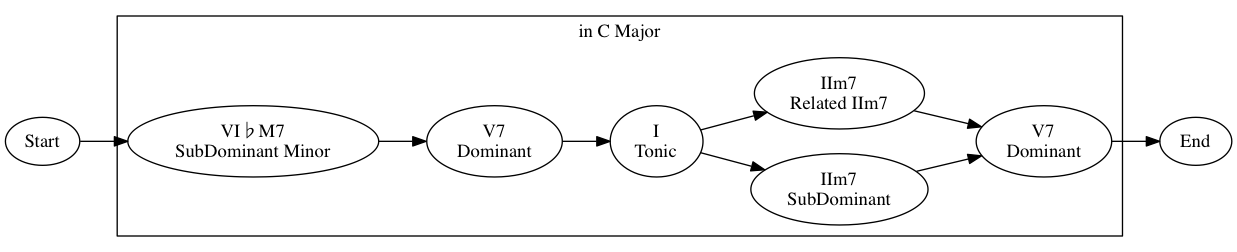 in C Major
Start
VI♭M7
SubDominant Minor
V7
Dominant
I
Tonic
IIm7
Related IIm7
IIm7
SubDominant
V7
Dominant
End